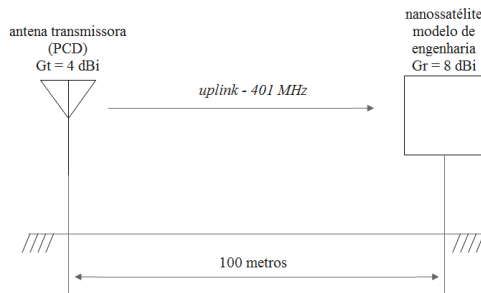 antena transmissora
(PCD)
Gt = 4 dBi
nanossatélite
modelo de
engenharia
Gr = 8 dBi
uplink - 401 MHz
100 metros